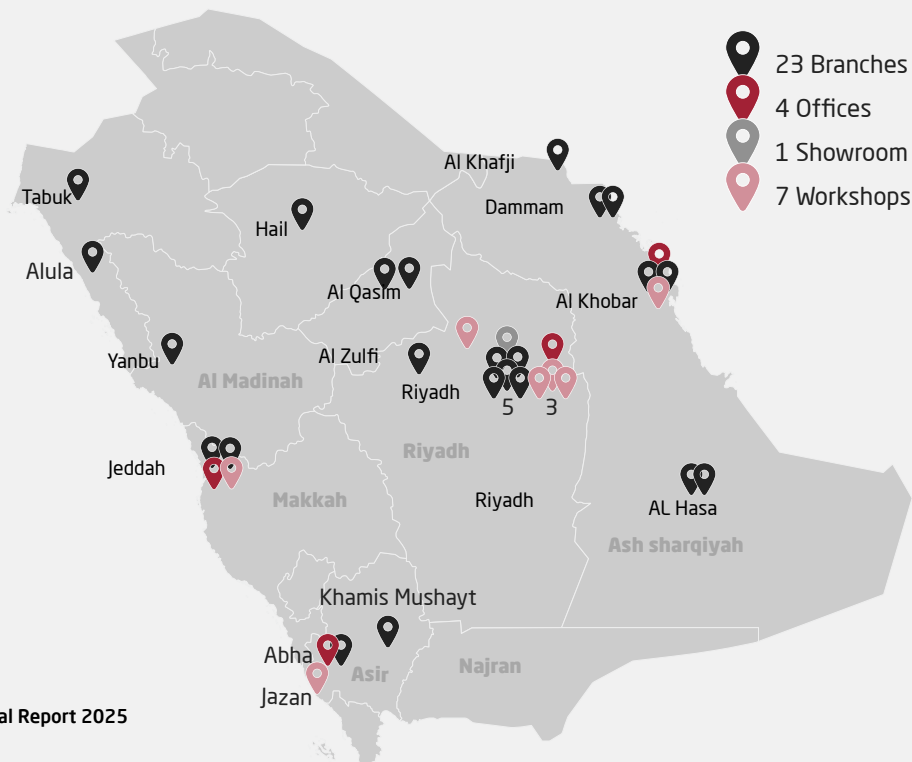 23 Branches
4 Offices
1 Showroom
7 Workshops
Al Khafji
Tabuk
Dammam
Hail
Alula
Al Qasim
Al Khobar
Yanbu
Al Zulfi
Al Madinah
Riyadh
5
3
Riyadh
Jeddah
Makkah
Riyadh
AL Hasa
Ash sharqiyah
Khamis Mushayt
Abha
Asir
Najran
Jazan
al Report 2025